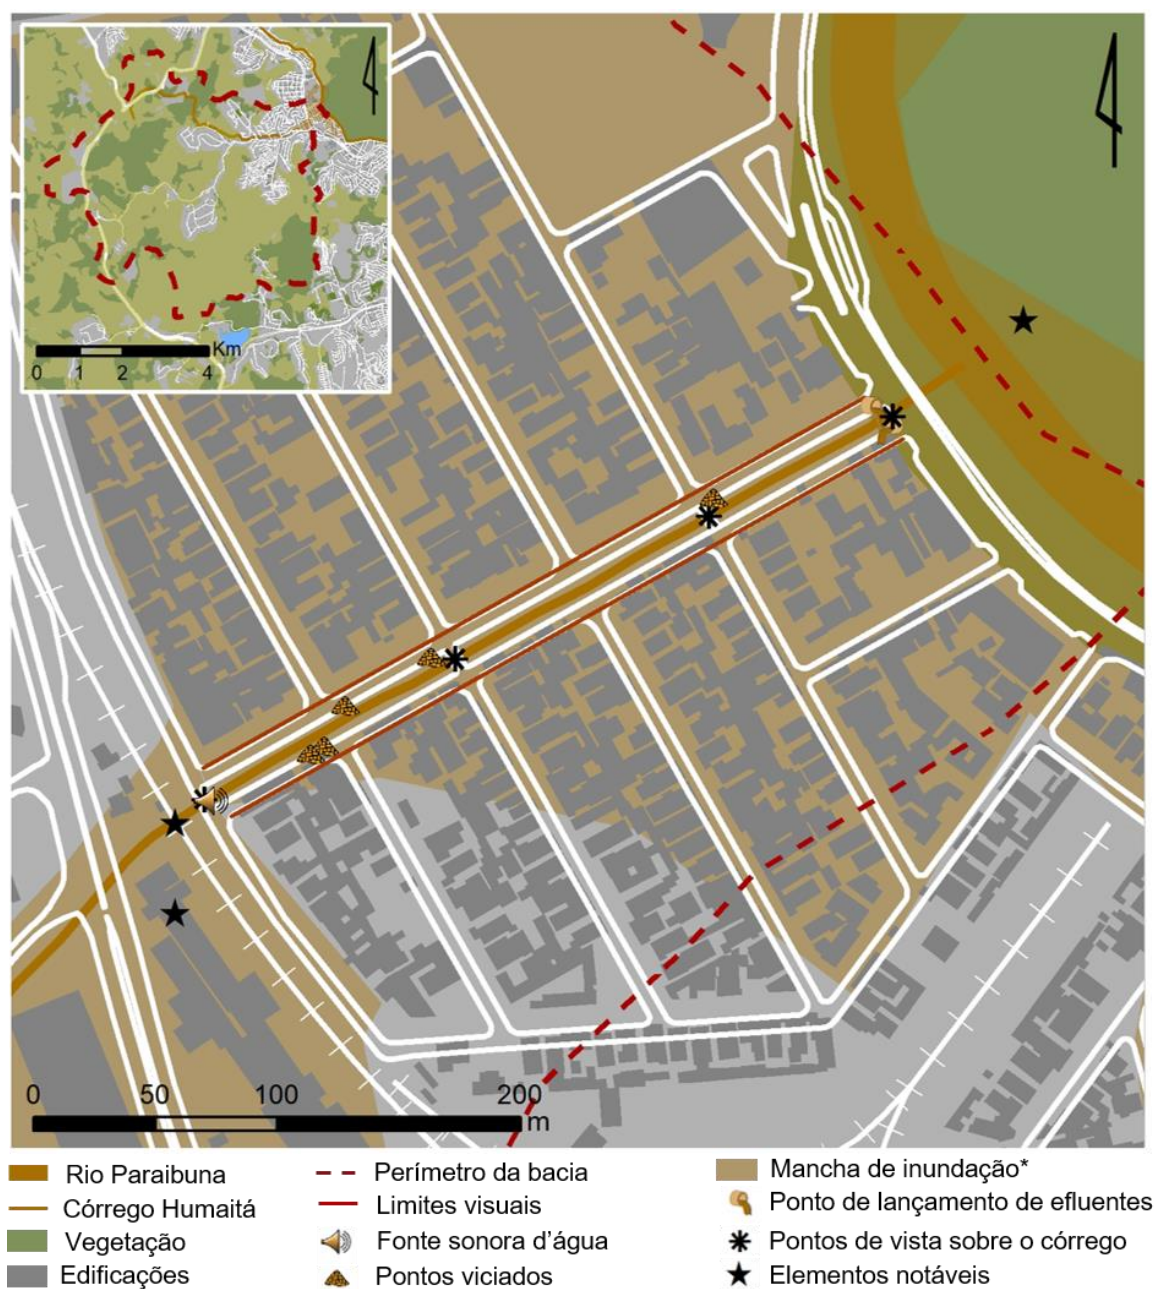 Km
0 1 2 4
0 50 100 200
m
Rio Paraibuna
Córrego Humaitá
Vegetação
Edificações
Perímetro da bacia
Limites visuais
Fonte sonora d’água
Pontos viciados
Mancha de inundação*
Ponto de lançamento de efluentes
Pontos de vista sobre o córrego
Elementos notáveis